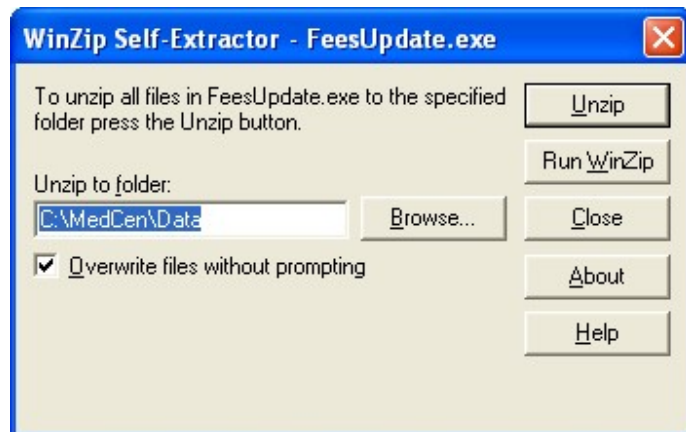 WinZip Self-Extractor - FeesUpdate.exe
To unzip all files in FeesUpdate.exe to the specified
folder press the Unzip button.
Unzip to folder:
C:\MedCen\Data
Browse...
Overwrite files without prompting
Unzip
Run WinZip
Close
About
Help